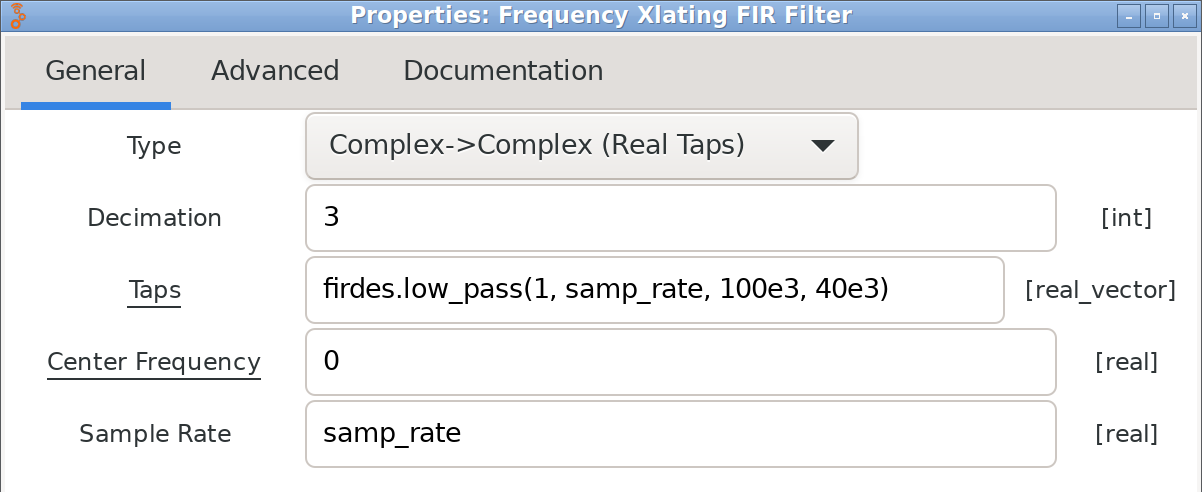 Properties: Frequency Xlating FIR Filter
General Advanced Documentation
Type Complex->Complex (Real Taps)
Decimation 3 [int]
Taps firdes.low_pass(1, samp_rate, 100e3, 40e3) [real_vector]
Center Frequency 0 [real]
Sample Rate samp_rate [real]